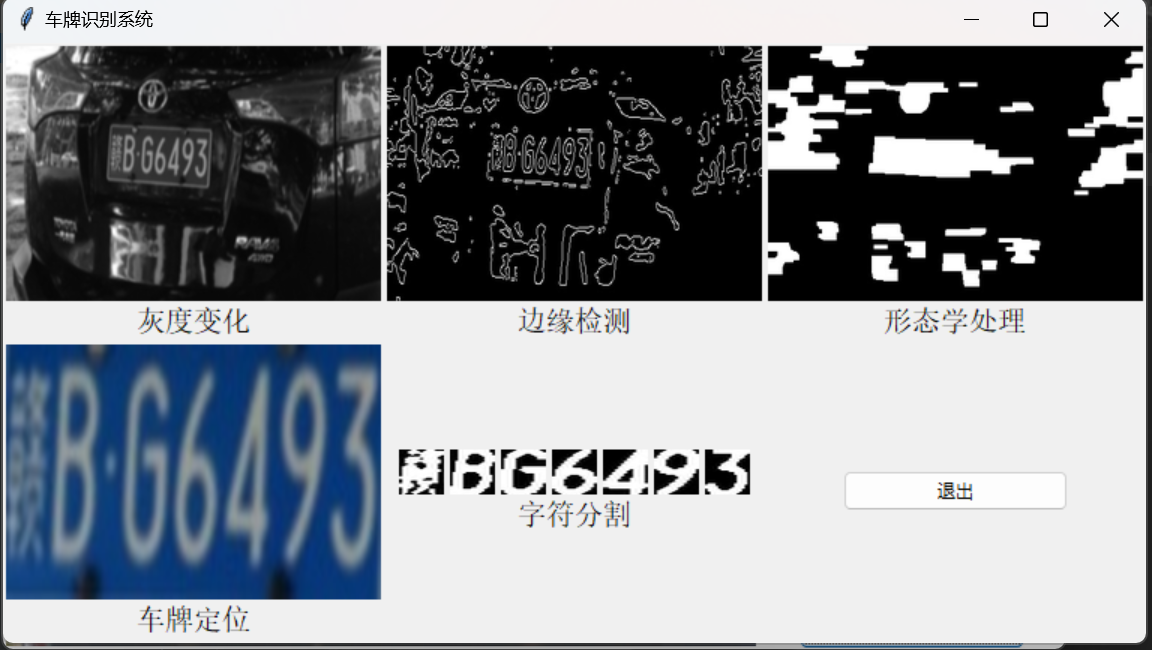 车牌识别系统
B·G6493
RAV4
B·G6493
灰度变化
边缘检测
形态学处理
赣B·G6493
赣BG6493
字符分割
退出
车牌定位